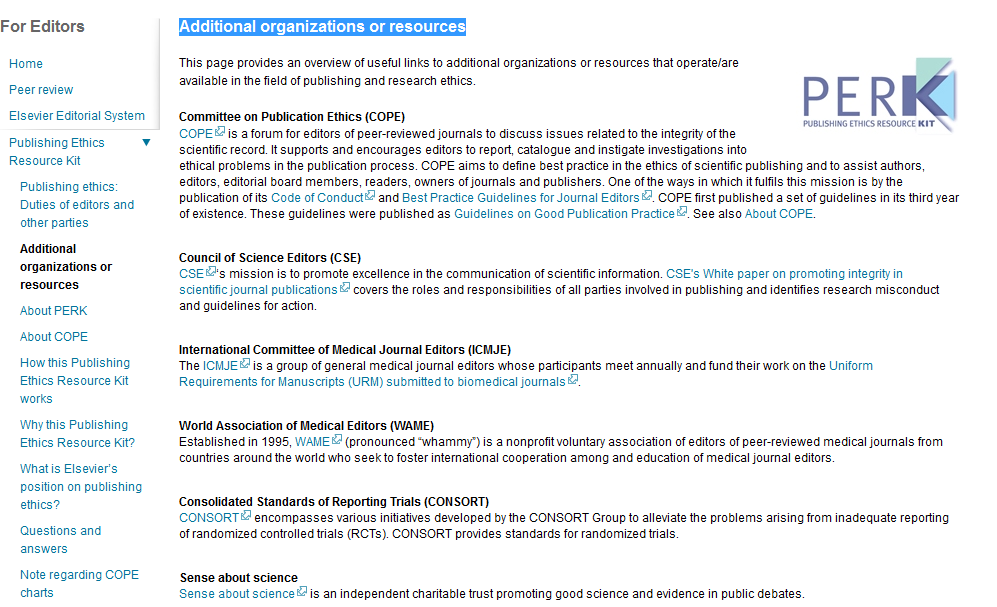 For Editors
Home
Peer review
Elsevier Editorial System
Publishing Ethics
Resource Kit
Publishing ethics:
Duties of editors and
other parties
Additional
organizations or
resources
About PERK
About COPE
How this Publishing
Ethics Resource Kit
works
Why this Publishing
Ethics Resource Kit?
What is Elsevier's
position on publishing
ethics?
Questions and
answers
Note regarding COPE
charts
Additional organizations or resources
This page provides an overview of useful links to additional organizations or resources that operate/are
available in the field of publishing and research ethics.
PERK
PUBLISHING ETHICS RESOURCE KIT
Committee on Publication Ethics (COPE)
COPE is a forum for editors of peer-reviewed journals to discuss issues related to the integrity of the
scientific record. It supports and encourages editors to report, catalogue and instigate investigations into
ethical problems in the publication process. COPE aims to define best practice in the ethics of scientific publishing and to assist authors,
editors, editorial board members, readers, owners of journals and publishers. One of the ways in which it fulfils this mission is by the
publication of its Code of Conduct and Best Practice Guidelines for Journal Editors. COPE first published a set of guidelines in its third year
of existence. These guidelines were published as Guidelines on Good Publication Practice. See also About COPE.
Council of Science Editors (CSE)
CSE's mission is to promote excellence in the communication of scientific information. CSE's White paper on promoting integrity in
scientific journal publications covers the roles and responsibilities of all parties involved in publishing and identifies research misconduct
and guidelines for action.
International Committee of Medical Journal Editors (ICMJE)
The ICMJE is a group of general medical journal editors whose participants meet annually and fund their work on the Uniform
Requirements for Manuscripts (URM) submitted to biomedical journals.
World Association of Medical Editors (WAME)
Established in 1995, WAME (pronounced "whammy") is a nonprofit voluntary association of editors of peer-reviewed medical journals from
countries around the world who seek to foster international cooperation among and education of medical journal editors.
Consolidated Standards of Reporting Trials (CONSORT)
CONSORT encompasses various initiatives developed by the CONSORT Group to alleviate the problems arising from inadequate reporting
of randomized controlled trials (RCTs). CONSORT provides standards for randomized trials.
Sense about science
Sense about science is an independent charitable trust promoting good science and evidence in public debates.